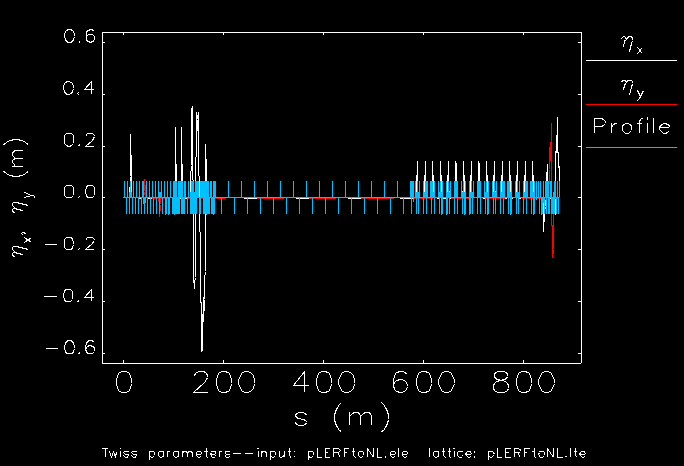 0.6
0.4
0.2
0.0
−0.2
−0.4
−0.6
ηx, ηy (m)
0 200 400 600 800
s (m)
ηx
ηy
Profile
Twiss parameters--input: pLERFtoNL.ele lattice: pLERFtoNL.lte